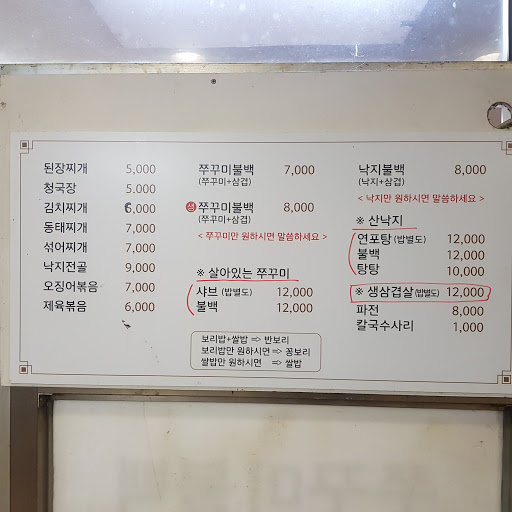 된장찌개 5,000
청국장 5,000
김치찌개 6,000
동태찌개 7,000
섞어찌개 7,000
낙지전골 9,000
오징어볶음 7,000
제육볶음 6,000
쭈꾸미불백 7,000
(쭈꾸미+삼겹)
생 쭈꾸미불백 8,000
(쭈꾸미+삼겹)
< 쭈꾸미만 원하시면 말씀하세요 >
※ 살아있는 쭈꾸미
샤브 (밥별도) 12,000
불백 12,000
보리밥+쌀밥 => 반보리
보리밥만 원하시면 => 꽁보리
쌀밥만 원하시면 => 쌀밥
낙지불백 8,000
(낙지+삼겹)
< 낙지만 원하시면 말씀하세요 >
※ 산낙지
연포탕 (밥별도) 12,000
불백 12,000
탕탕 10,000
※ 생삼겹살 (밥별도) 12,000
파전 8,000
칼국수사리 1,000